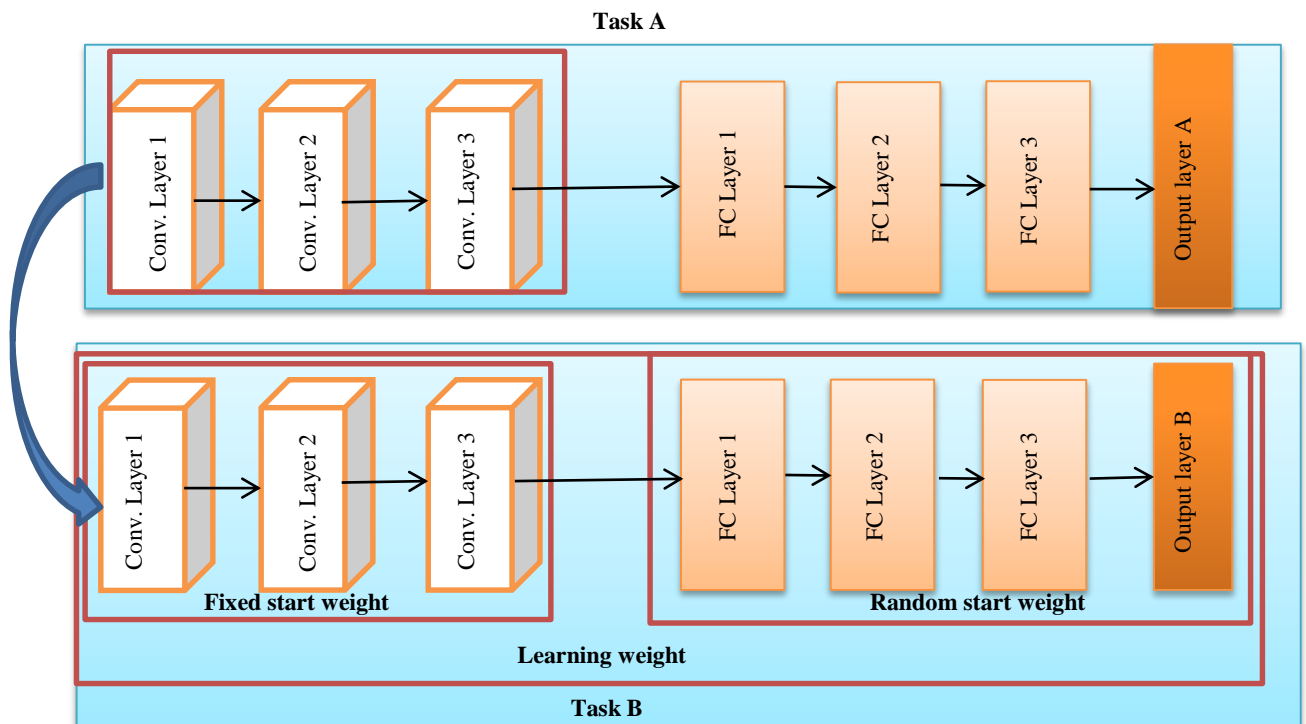 Task A
Conv. Layer 1
Conv. Layer 2
Conv. Layer 3
FC Layer 1
FC Layer 2
FC Layer 3
Output layer A
Conv. Layer 1
Conv. Layer 2
Conv. Layer 3
FC Layer 1
FC Layer 2
FC Layer 3
Output layer B
Fixed start weight
Random start weight
Learning weight
Task B